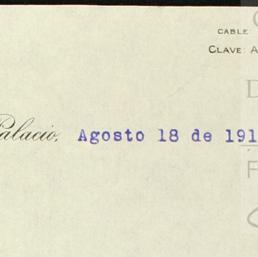 CABLE
CLAVE: A
Palacio, Agosto 18 de 191